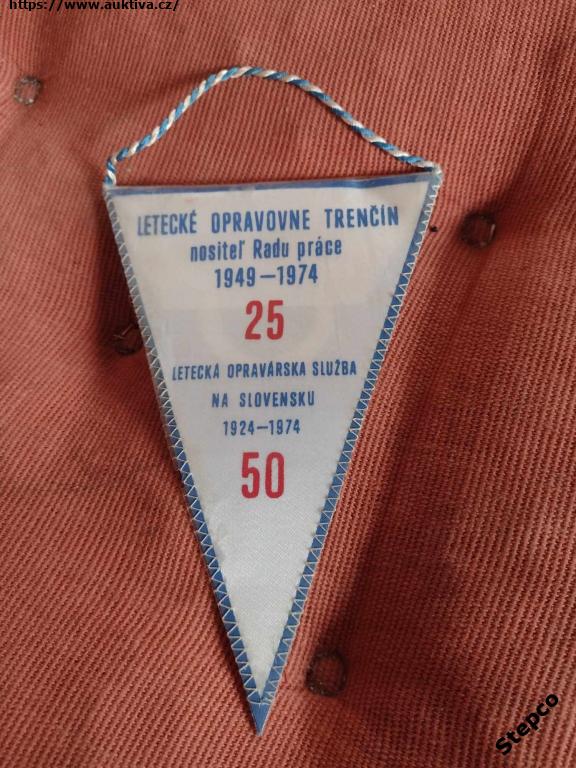 https://www.auktiva.cz/
LETECKÉ OPRAVOVNE TRENČÍN
nositeľ Radu práce
1949—1974
25
LETECKÁ OPRAVÁRSKA SLUŽBA
NA SLOVENSKU
1924—1974
50
Stepco